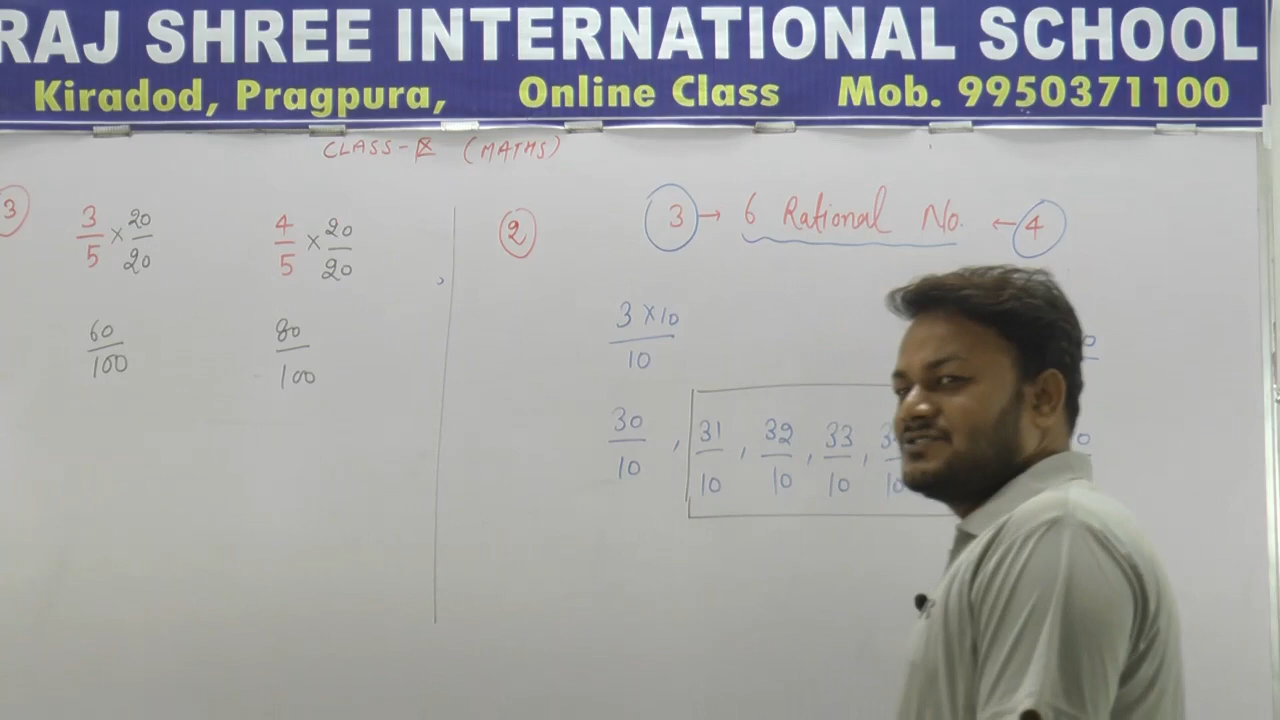 RAJ SHREE INTERNATIONAL SCHOOL
Kiradod, Pragpura, Online Class Mob. 9950371100
CLASS-IX (MATHS)
3
3/5 × 20/20 4/5 × 20/20
60/100 80/100
2
3 → 6 Rational No. ← 4
3 × 10/10
30/10 , 31/10 , 32/10 , 33/10 ,